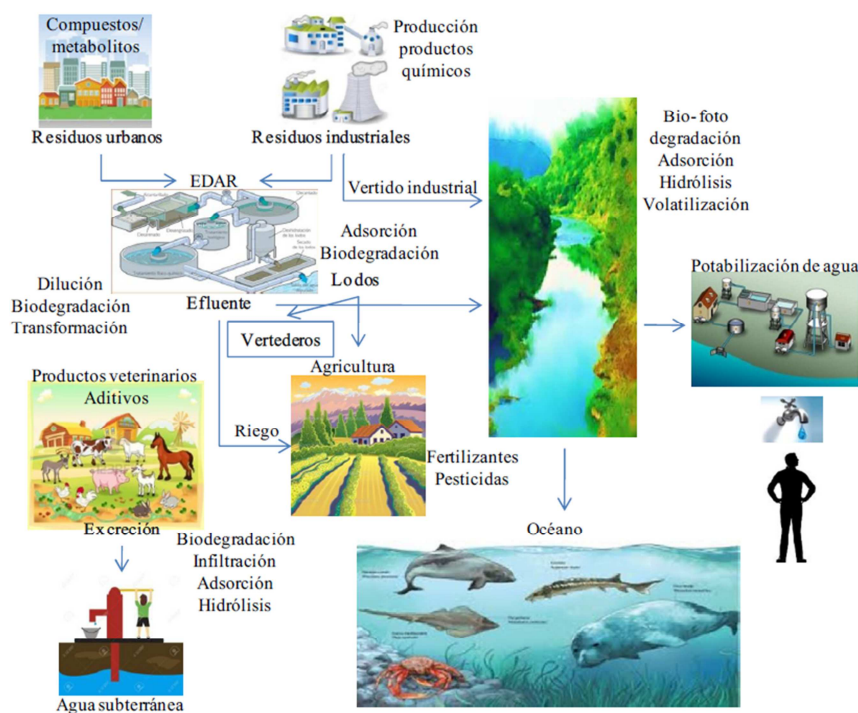 Compuestos/
metabolitos
Residuos urbanos
Producción
productos
químicos
Residuos industriales
EDAR
Vertido industrial
Bio- foto
degradación
Adsorción
Hidrólisis
Volatilización
Adsorción
Biodegradación
Lodos
Dilución
Biodegradación
Transformación
Efluente
Vertederos
Potabilización de agua
Agricultura
Productos veterinarios
Aditivos
Riego
Fertilizantes
Pesticidas
Excreción
Biodegradación
Infiltración
Adsorción
Hidrólisis
Océano
Agua subterránea